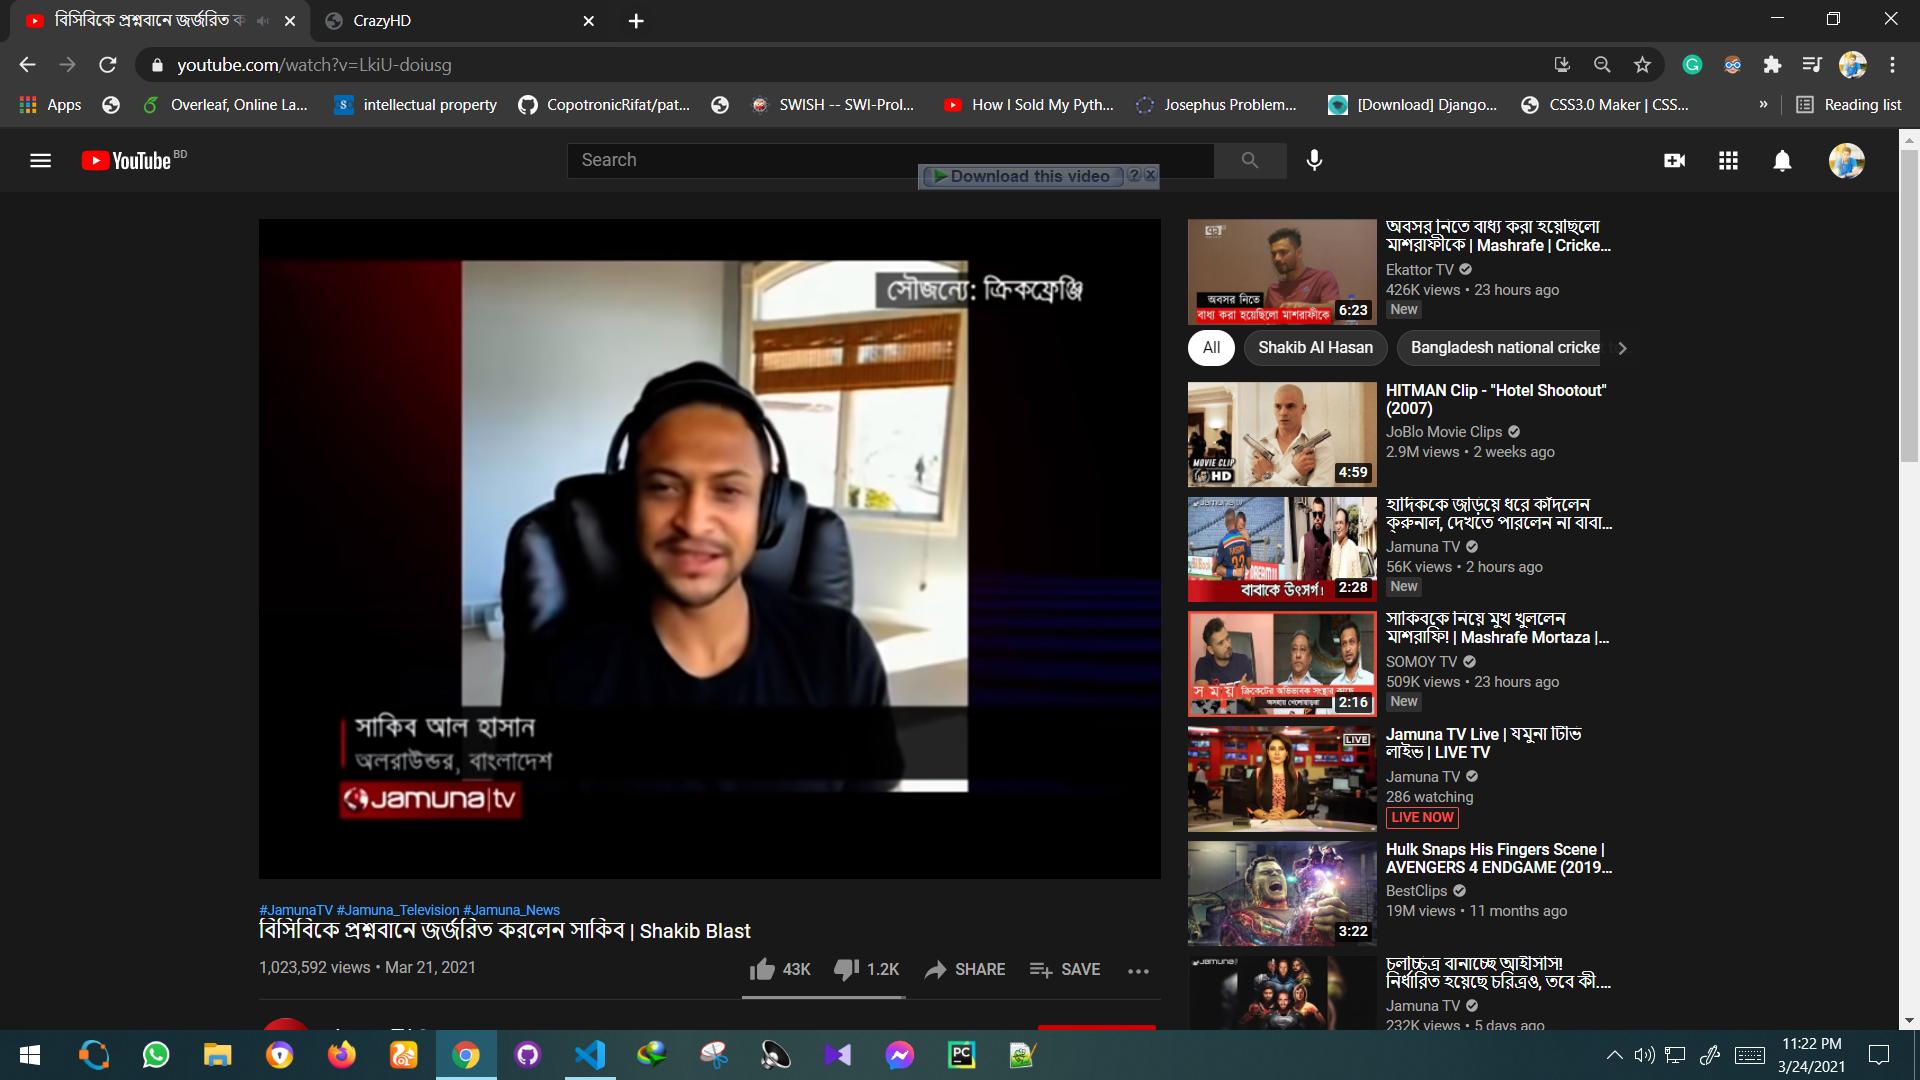 বিসিবিকে প্রশ্নবানে জর্জরিত ক
CrazyHD
youtube.com/watch?v=LkiU-doiusg
Apps
Overleaf, Online La...
intellectual property
CopotronicRifat/pat...
SWISH -- SWI-Prol...
How I Sold My Pyth...
Josephus Problem...
[Download] Django...
CSS3.0 Maker | CSS...
»
Reading list
YouTube BD
Search
Download this video
সৌজন্যে: ক্রিকফ্রেঞ্জি
সাকিব আল হাসান
অলরাউন্ডার, বাংলাদেশ
Jamuna|tv
#JamunaTV #Jamuna_Television #Jamuna_News
বিসিবিকে প্রশ্নবানে জর্জরিত করলেন সাকিব | Shakib Blast
1,023,592 views • Mar 21, 2021
43K
1.2K
SHARE
SAVE
অবসর নিতে
বাধ্য করা হয়েছিলো মাশরাফীকে
6:23
অবসর নিতে বাধ্য করা হয়েছিলো
মাশরাফীকে | Mashrafe | Cricke...
Ekattor TV
426K views • 23 hours ago
New
All
Shakib Al Hasan
Bangladesh national cricke
MOVIE CLIP
HD
4:59
HITMAN Clip - "Hotel Shootout"
(2007)
JoBlo Movie Clips
2.9M views • 2 weeks ago
বাবাকে উৎসর্গ!
2:28
হার্দিককে জড়িয়ে ধরে কাঁদলেন
ক্রুনাল, দেখতে পারলেন না বাবা...
Jamuna TV
56K views • 2 hours ago
New
সময়
ক্রিকেটের অভিভাবক সংস্থার কাছে
অসহায় খেলোয়াড়রা
2:16
সাকিবকে নিয়ে মুখ খুললেন
মাশরাফি! | Mashrafe Mortaza |...
SOMOY TV
509K views • 23 hours ago
New
LIVE
Jamuna TV Live | যমুনা টিভি
লাইভ | LIVE TV
Jamuna TV
286 watching
LIVE NOW
3:22
Hulk Snaps His Fingers Scene |
AVENGERS 4 ENDGAME (2019...
BestClips
19M views • 11 months ago
চলচ্চিত্র বানাচ্ছে আইসিসি!
নির্ধারিত হয়েছে চরিত্রও, তবে কী....
Jamuna TV
232K views • 5 days ago
11:22 PM
3/24/2021